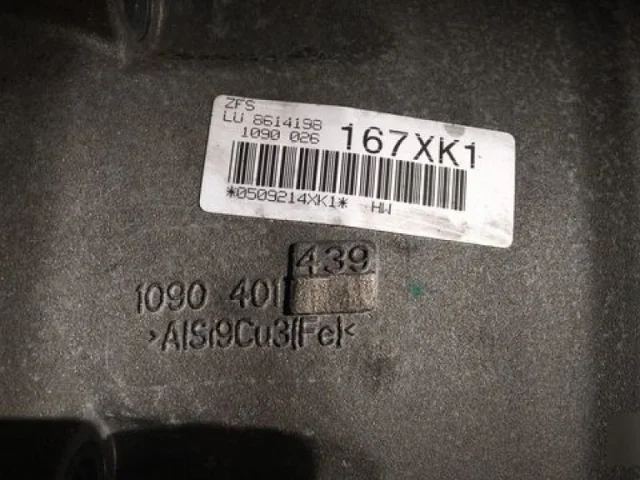 ZFS
LU 8614198
1090 026
167XK1
*0509214XK1* HW
439
1090 401
>AlSi9Cu3(Fe)<